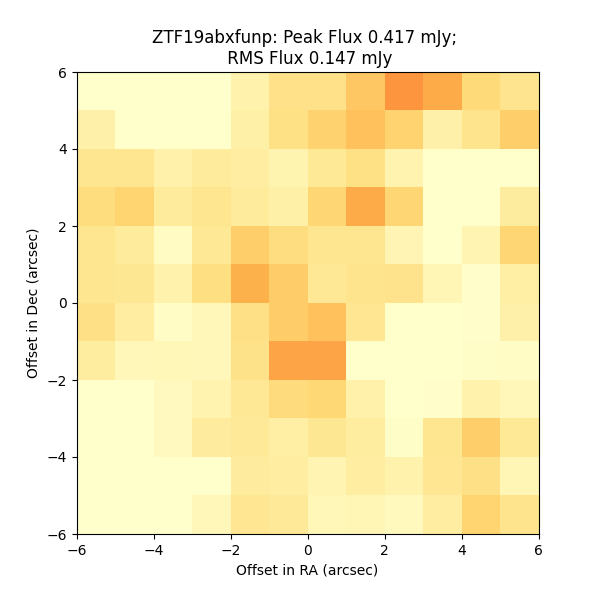 ZTF19abxfunp: Peak Flux 0.417 mJy;
RMS Flux 0.147 mJy
6
4
2
0
−2
−4
−6
Offset in Dec (arcsec)
−6 −4 −2 0 2 4 6
Offset in RA (arcsec)